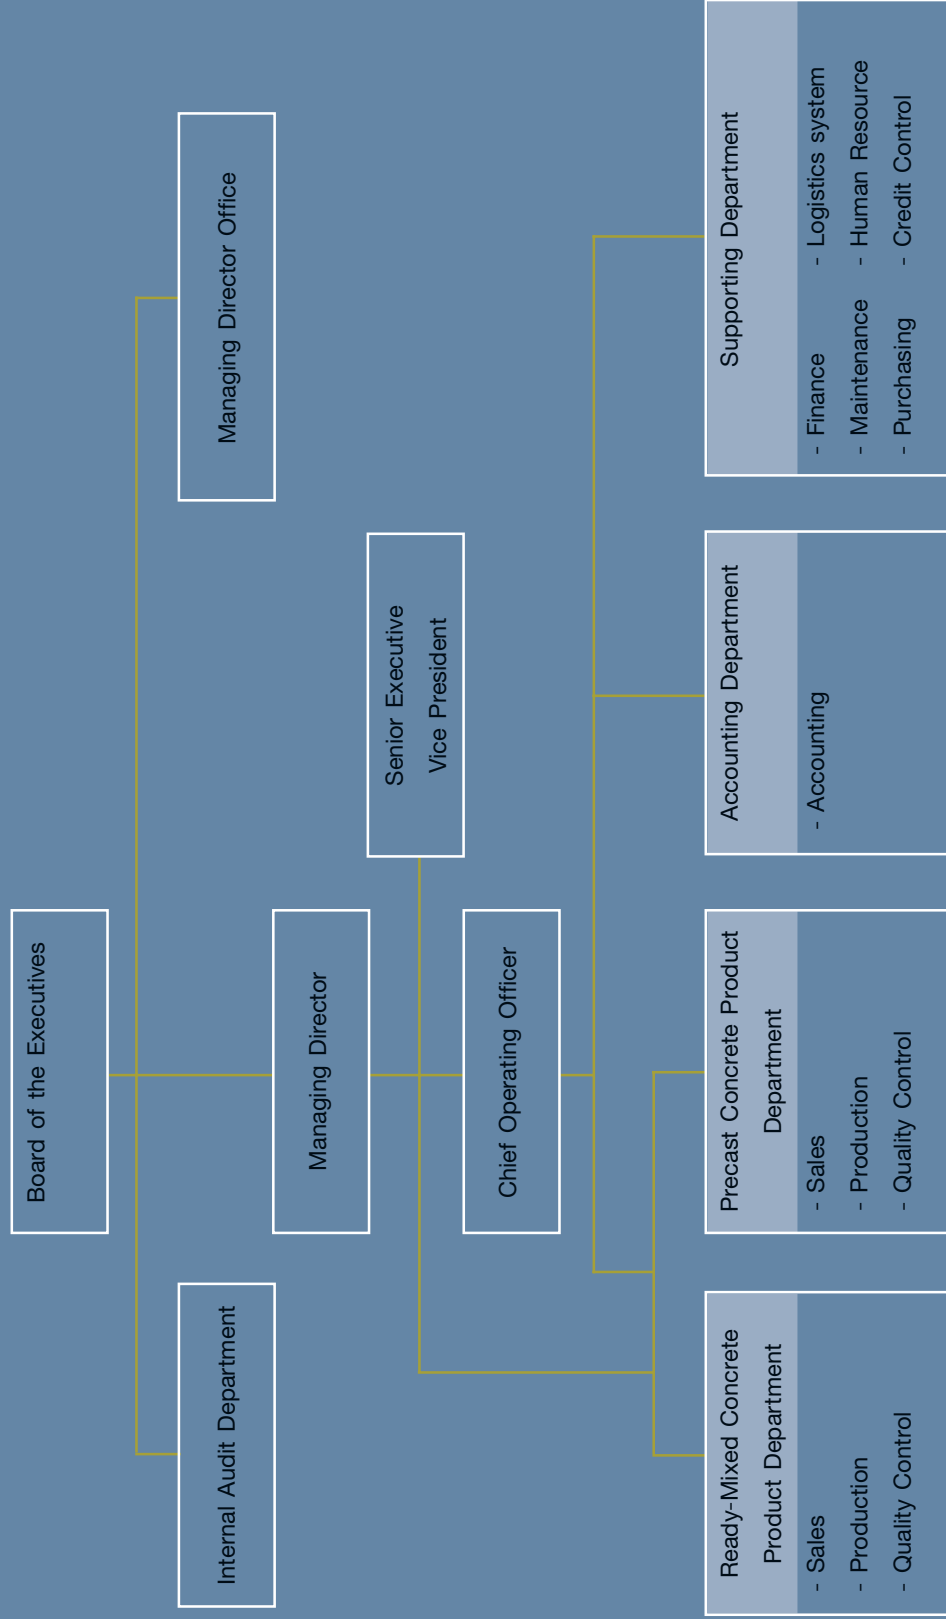 Board of the Executives
Internal Audit Department
Managing Director Office
Managing Director
Senior Executive
Vice President
Chief Operating Officer
Ready-Mixed Concrete
Product Department
- Sales
- Production
- Quality Control
Precast Concrete Product
Department
- Sales
- Production
- Quality Control
Accounting Department
- Accounting
Supporting Department
- Finance
- Maintenance
- Purchasing
- Logistics system
- Human Resource
- Credit Control